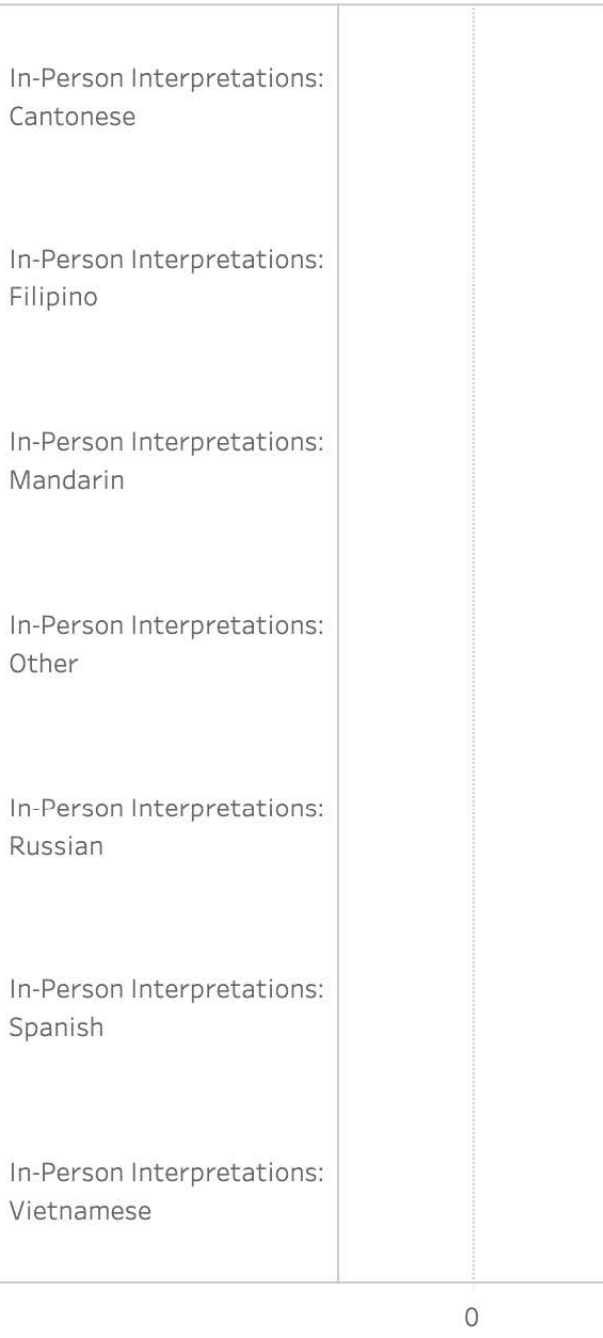 In-Person Interpretations:
Cantonese
In-Person Interpretations:
Filipino
In-Person Interpretations:
Mandarin
In-Person Interpretations:
Other
In-Person Interpretations:
Russian
In-Person Interpretations:
Spanish
In-Person Interpretations:
Vietnamese
0